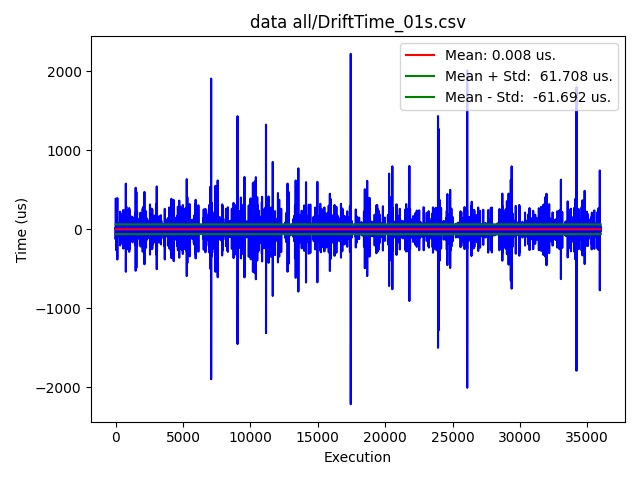 data all/DriftTime_01s.csv
Mean: 0.008 us.
Mean + Std:  61.708 us.
Mean - Std:  -61.692 us.
Time (us)
2000
1000
0
−1000
−2000
0 5000 10000 15000 20000 25000 30000 35000
Execution